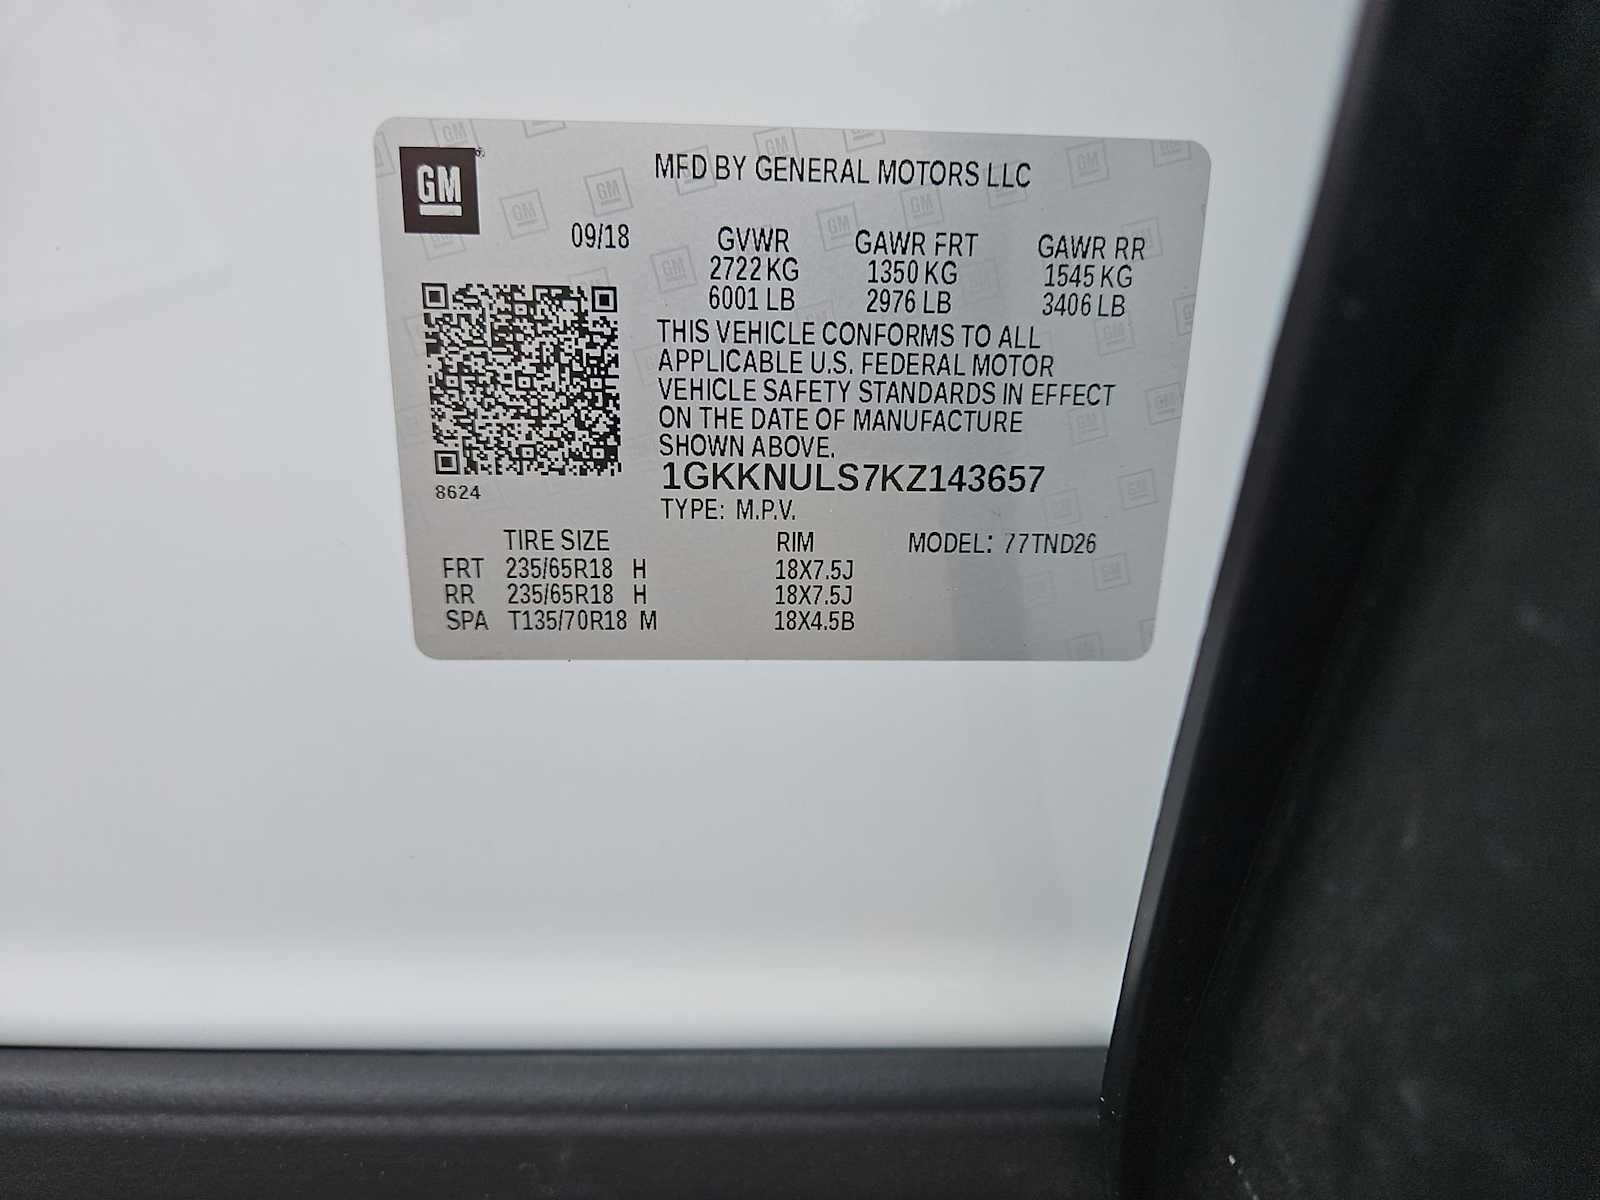 GM
MFD BY GENERAL MOTORS LLC
09/18 GVWR GAWR FRT GAWR RR
2722 KG 1350 KG 1545 KG
6001 LB 2976 LB 3406 LB
THIS VEHICLE CONFORMS TO ALL
APPLICABLE U.S. FEDERAL MOTOR
VEHICLE SAFETY STANDARDS IN EFFECT
ON THE DATE OF MANUFACTURE
SHOWN ABOVE.
1GKKNULS7KZ143657
8624
TYPE: M.P.V.
TIRE SIZE RIM MODEL: 77TND26
FRT 235/65R18 H 18X7.5J
RR 235/65R18 H 18X7.5J
SPA T135/70R18 M 18X4.5B